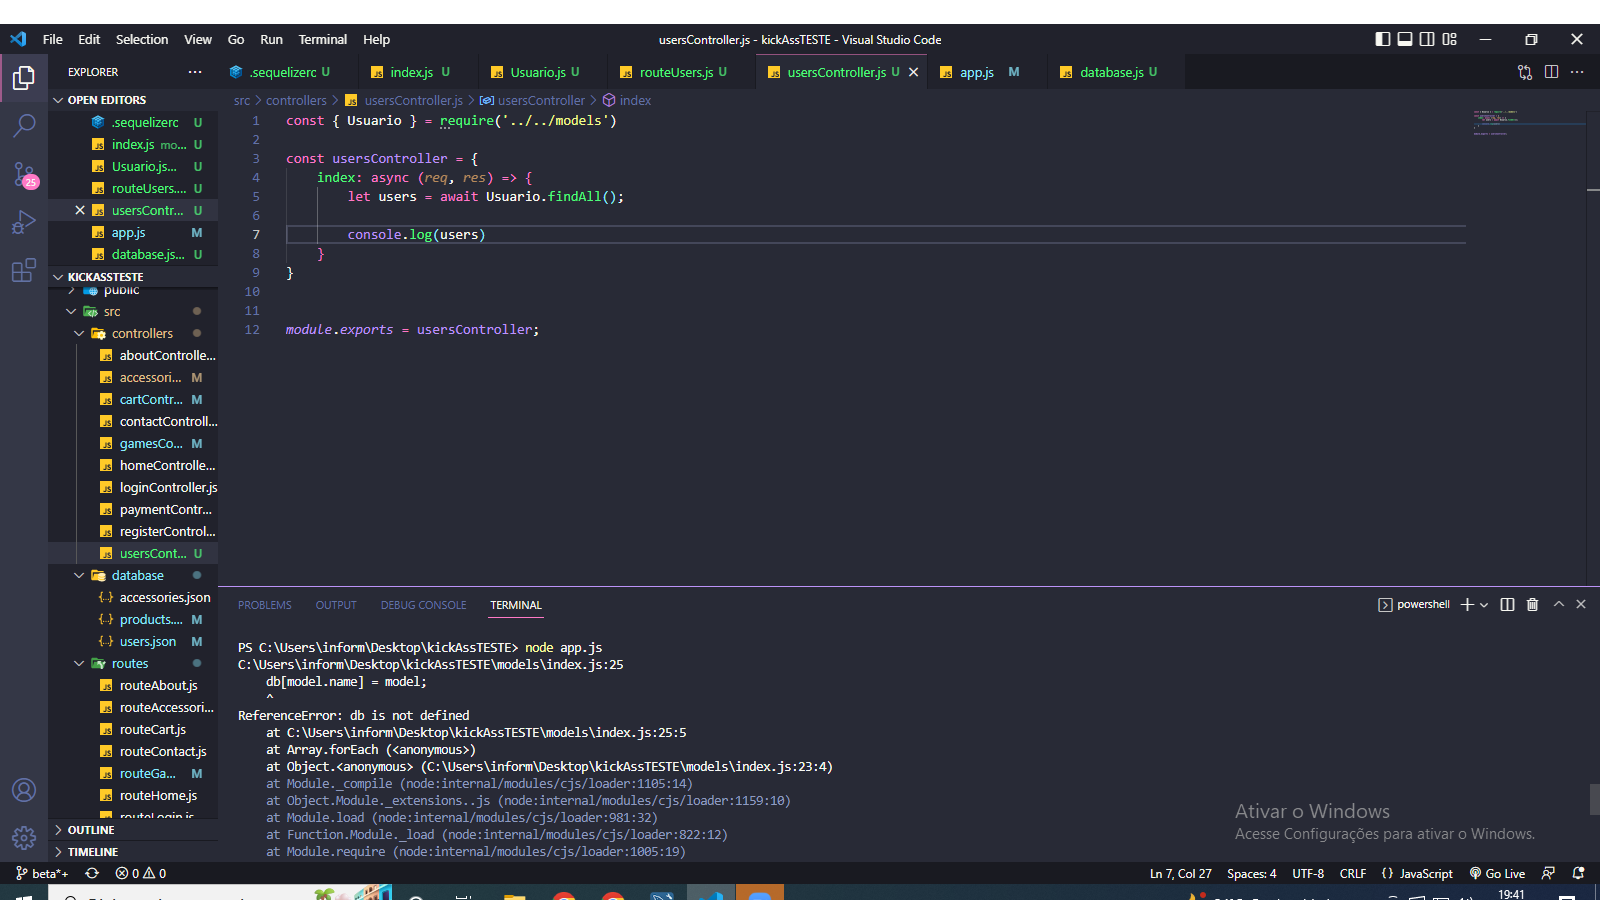 File Edit Selection View Go Run Terminal Help
usersController.js - kickAssTESTE - Visual Studio Code
EXPLORER ...
.sequelizerc U
index.js U
Usuario.js U
routeUsers.js U
usersController.js U
app.js M
database.js U
OPEN EDITORS
.sequelizerc U
index.js mo... U
Usuario.js... U
routeUsers.... U
usersContr... U
app.js M
database.js... U
KICKASSTESTE
public
src
controllers
aboutControlle...
accessori... M
cartContr... M
contactControll...
gamesCo... M
homeControlle...
loginController.js
paymentContr...
registerControl...
usersCont... U
database
accessories.json
products.... M
users.json M
routes
routeAbout.js
routeAccessori...
routeCart.js
routeContact.js
routeGa... M
routeHome.js
routeLogin.js
OUTLINE
TIMELINE
25
src > controllers > usersController.js > usersController > index
1 const { Usuario } = require('../../models')
2
3 const usersController = {
4 index: async (req, res) => {
5 let users = await Usuario.findAll();
6
7 console.log(users)
8 }
9 }
10
11
12 module.exports = usersController;
PROBLEMS OUTPUT DEBUG CONSOLE TERMINAL
powershell
PS C:\Users\inform\Desktop\kickAssTESTE> node app.js
C:\Users\inform\Desktop\kickAssTESTE\models\index.js:25
db[model.name] = model;
^
ReferenceError: db is not defined
at C:\Users\inform\Desktop\kickAssTESTE\models\index.js:25:5
at Array.forEach (<anonymous>)
at Object.<anonymous> (C:\Users\inform\Desktop\kickAssTESTE\models\index.js:23:4)
at Module._compile (node:internal/modules/cjs/loader:1105:14)
at Object.Module._extensions..js (node:internal/modules/cjs/loader:1159:10)
at Module.load (node:internal/modules/cjs/loader:981:32)
at Function.Module._load (node:internal/modules/cjs/loader:822:12)
at Module.require (node:internal/modules/cjs/loader:1005:19)
Ativar o Windows
Acesse Configurações para ativar o Windows.
beta*+ 0 0
Ln 7, Col 27 Spaces: 4 UTF-8 CRLF {} JavaScript Go Live
19:41